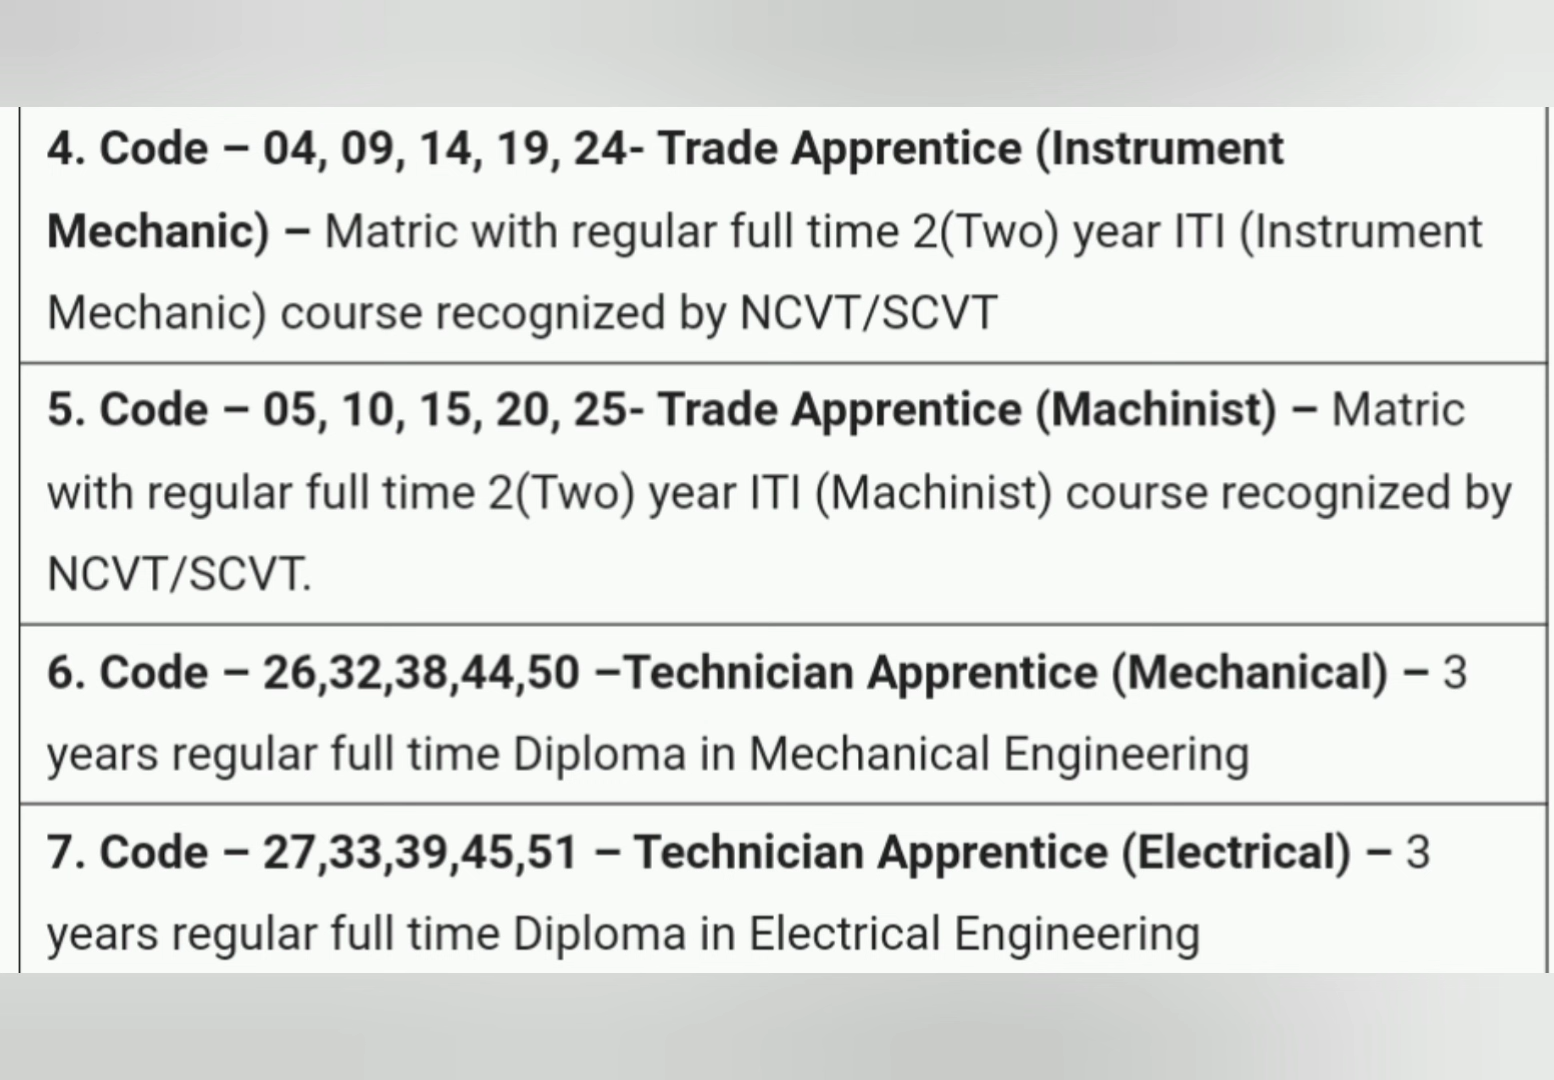 4. Code – 04, 09, 14, 19, 24- Trade Apprentice (Instrument
Mechanic) – Matric with regular full time 2(Two) year ITI (Instrument
Mechanic) course recognized by NCVT/SCVT
5. Code – 05, 10, 15, 20, 25- Trade Apprentice (Machinist) – Matric
with regular full time 2(Two) year ITI (Machinist) course recognized by
NCVT/SCVT.
6. Code – 26,32,38,44,50 –Technician Apprentice (Mechanical) – 3
years regular full time Diploma in Mechanical Engineering
7. Code – 27,33,39,45,51 – Technician Apprentice (Electrical) – 3
years regular full time Diploma in Electrical Engineering